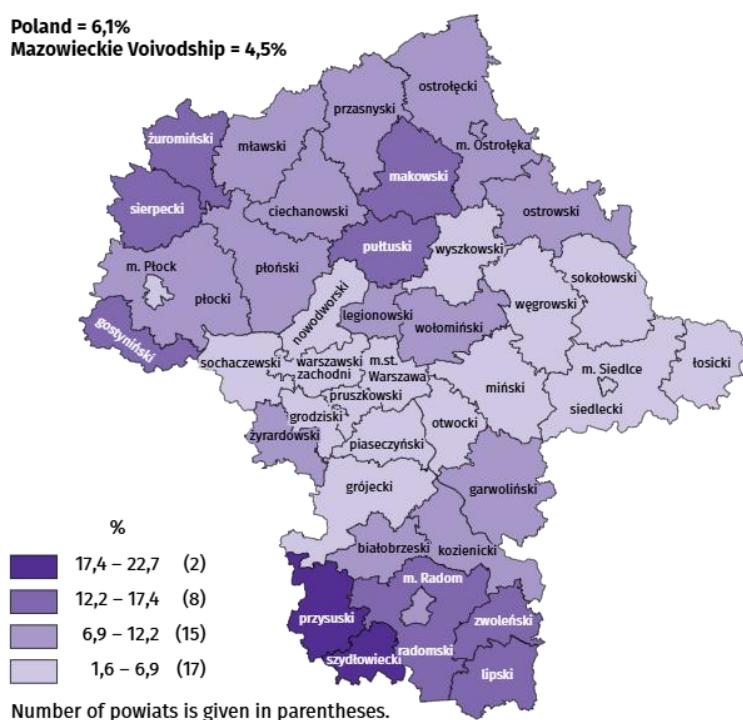 Poland = 6,1%
Mazowieckie Voivodship = 4,5%
ostrołęcki
przasnyski
żuromiński
mławski
m. Ostrołęka
makowski
sierpecki
ciechanowski
ostrowski
pułtuski
wyszkowski
m. Płock
płoński
sokołowski
płocki
węgrowski
nowodworski
legionowski
wołomiński
gostyniński
sochaczewski
warszawski
zachodni
m.st.
Warszawa
m. Siedlce
łosicki
miński
pruszkowski
siedlecki
grodziski
otwocki
żyrardowski
piaseczyński
grójecki
garwoliński
%
białobrzeski
kozienicki
17,4 – 22,7 (2)
m. Radom
12,2 – 17,4 (8)
przysuski
zwoleński
6,9 – 12,2 (15)
szydłowiecki
radomski
lipski
1,6 – 6,9 (17)
Number of powiats is given in parentheses.